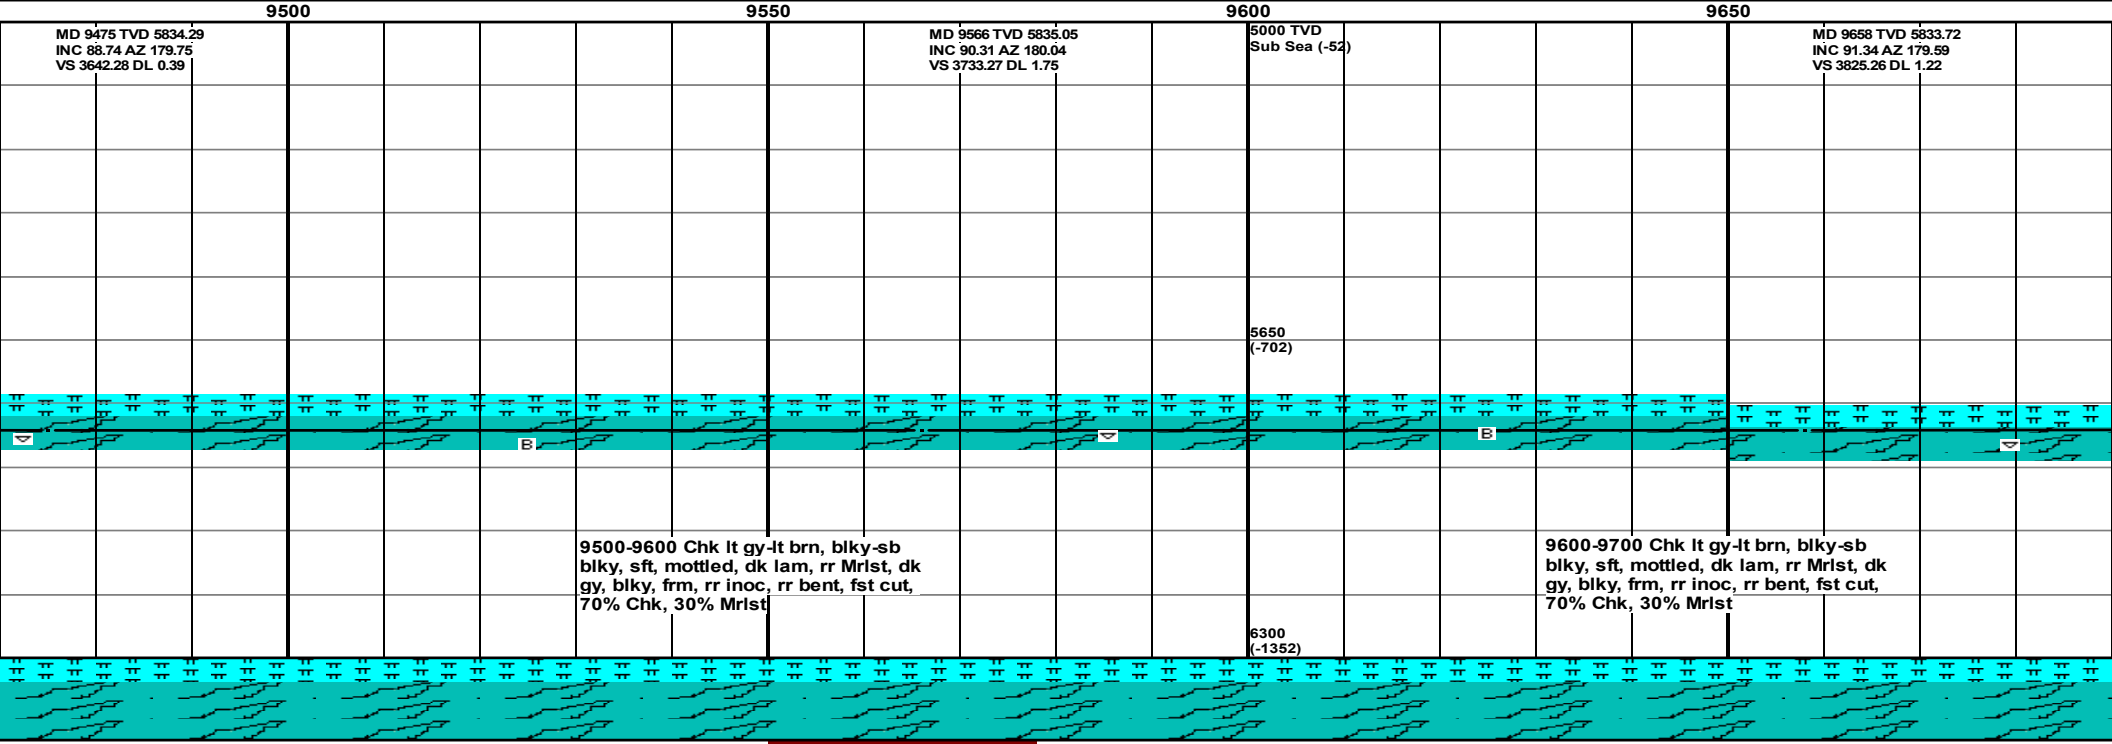 9500 9550 9600 9650
MD 9475 TVD 5834.29
INC 88.74 AZ 179.75
VS 3642.28 DL 0.39
MD 9566 TVD 5835.05
INC 90.31 AZ 180.04
VS 3733.27 DL 1.75
5000 TVD
Sub Sea (-52)
MD 9658 TVD 5833.72
INC 91.34 AZ 179.59
VS 3825.26 DL 1.22
5650
(-702)
B
B
9500-9600 Chk lt gy-lt brn, blky-sb
blky, sft, mottled, dk lam, rr Mrlst, dk
gy, blky, frm, rr inoc, rr bent, fst cut,
70% Chk, 30% Mrlst
9600-9700 Chk lt gy-lt brn, blky-sb
blky, sft, mottled, dk lam, rr Mrlst, dk
gy, blky, frm, rr inoc, rr bent, fst cut,
70% Chk, 30% Mrlst
6300
(-1352)